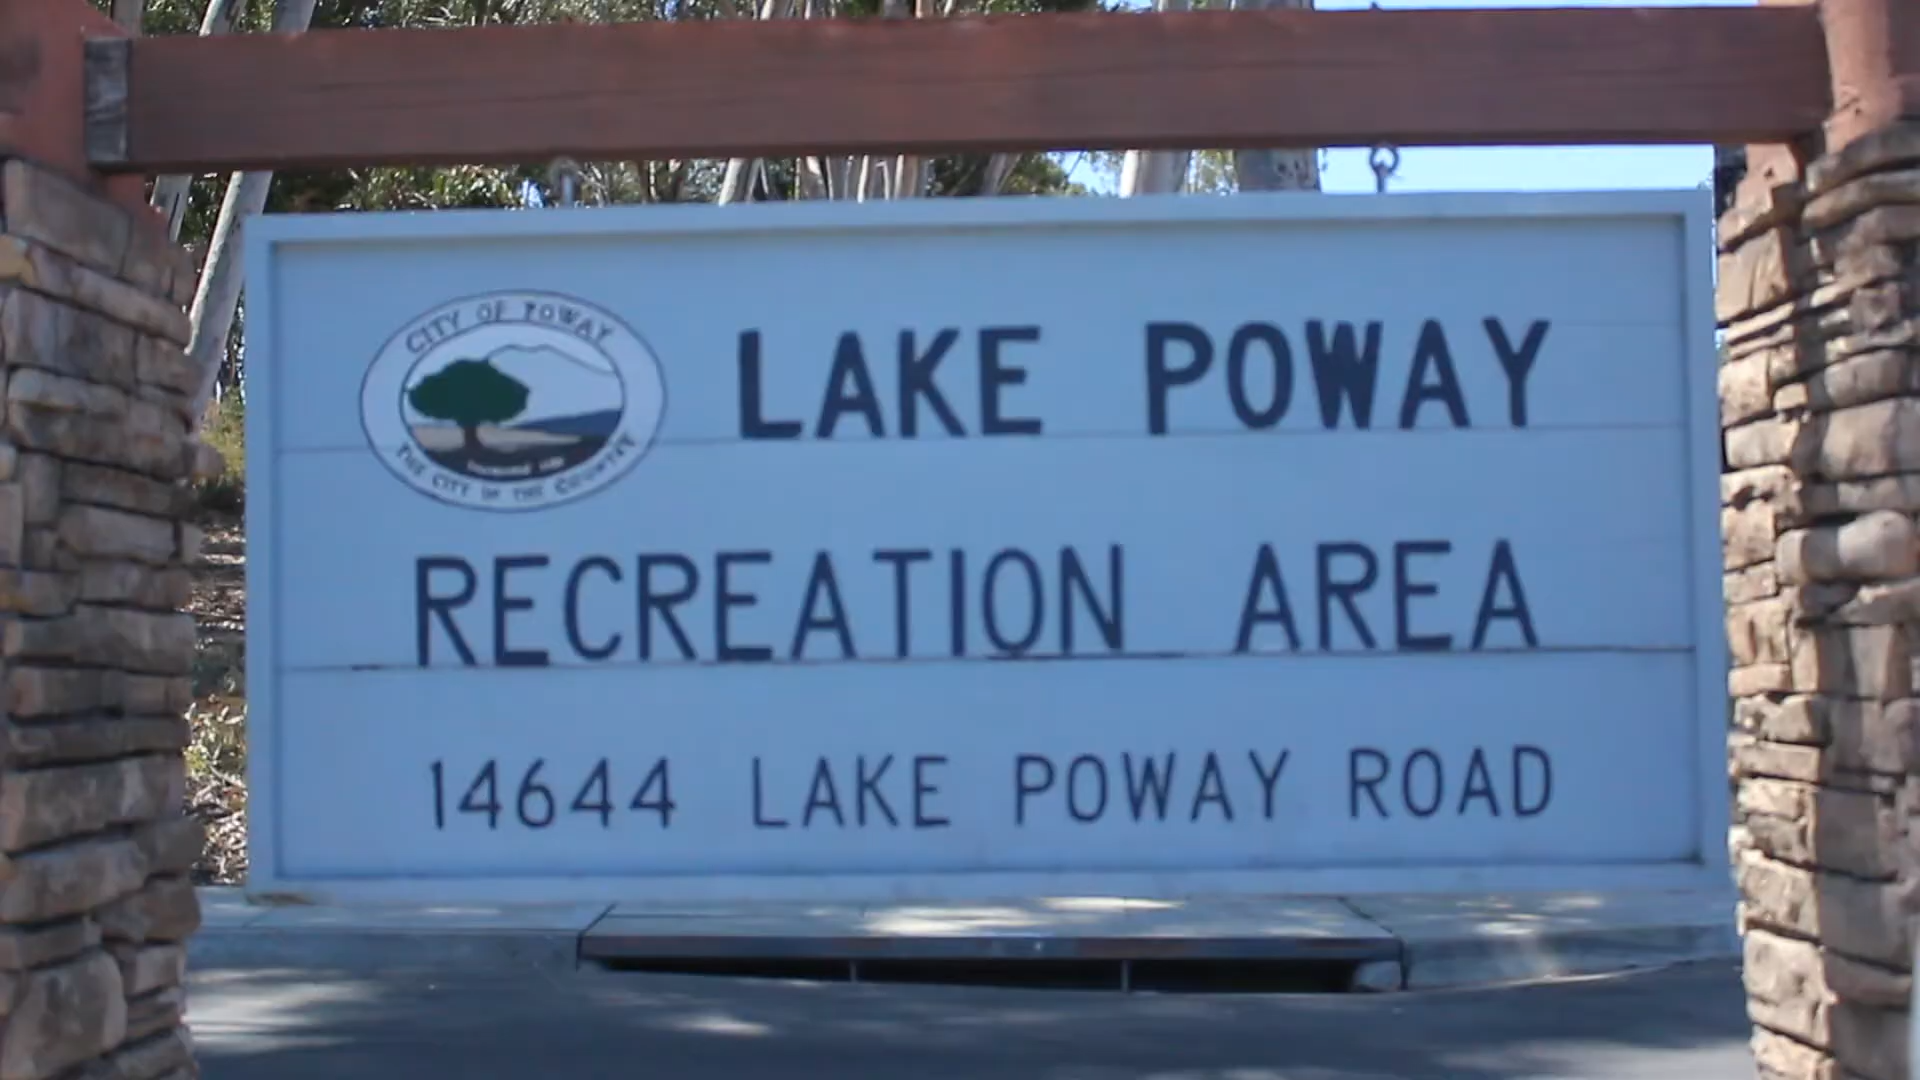 CITY OF POWAY
THE CITY IN THE COUNTRY
LAKE POWAY
RECREATION AREA
14644 LAKE POWAY ROAD